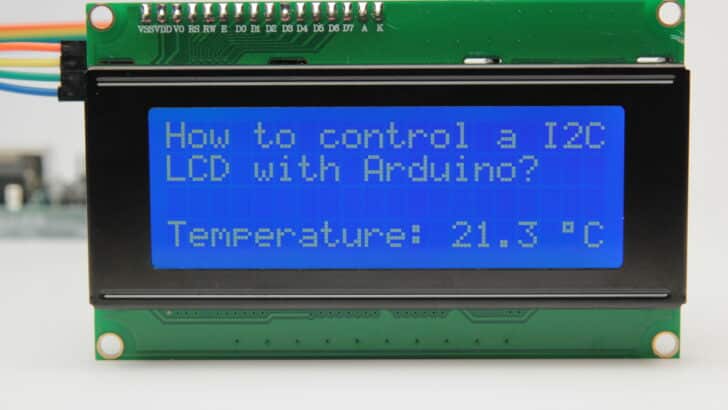 VSS VDD V0 RS RW E D0 D1 D2 D3 D4 D5 D6 D7 A K
How to control a I2C
LCD with Arduino?
Temperature: 21.3 °C